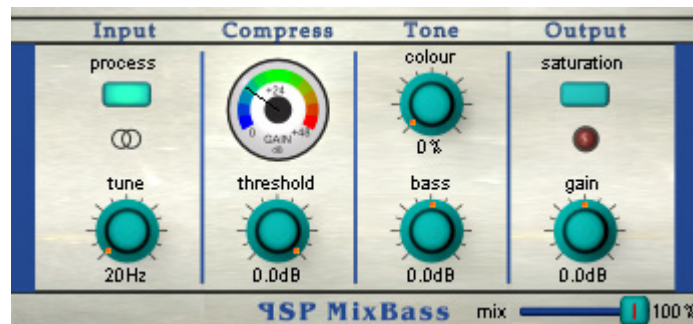 Input Compress Tone Output
process
tune
20Hz
+24
0 +48
GAIN
dB
threshold
0.0dB
colour
0%
bass
0.0dB
saturation
gain
0.0dB
PSP MixBass
mix 100%